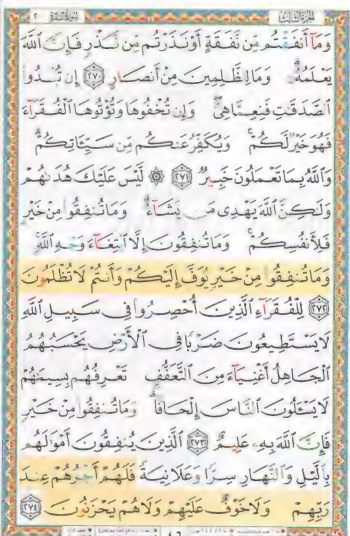 الجزء الثالث سورة البقرة ٢
وَمَآ أَنفَقْتُم مِّن نَّفَقَةٍ أَوْ نَذَرْتُم مِّن نَّذْرٍ فَإِنَّ ٱللَّهَ
يَعْلَمُهُۥ وَمَا لِلظَّٰلِمِينَ مِنْ أَنصَارٍ ٢٧٠ إِن تُبْدُوا۟
ٱلصَّدَقَٰتِ فَنِعِمَّا هِىَ وَإِن تُخْفُوهَا وَتُؤْتُوهَا ٱلْفُقَرَآءَ
فَهُوَ خَيْرٌ لَّكُمْ وَيُكَفِّرُ عَنكُم مِّن سَيِّـَٔاتِكُمْ
وَٱللَّهُ بِمَا تَعْمَلُونَ خَبِيرٌ ٢٧١ ۞ لَّيْسَ عَلَيْكَ هُدَىٰهُمْ
وَلَٰكِنَّ ٱللَّهَ يَهْدِى مَن يَشَآءُ وَمَا تُنفِقُوا۟ مِنْ خَيْرٍ
فَلِأَنفُسِكُمْ وَمَا تُنفِقُونَ إِلَّا ٱبْتِغَآءَ وَجْهِ ٱللَّهِ
وَمَا تُنفِقُوا۟ مِنْ خَيْرٍ يُوَفَّ إِلَيْكُمْ وَأَنتُمْ لَا تُظْلَمُونَ
٢٧٢ لِلْفُقَرَآءِ ٱلَّذِينَ أُحْصِرُوا۟ فِى سَبِيلِ ٱللَّهِ
لَا يَسْتَطِيعُونَ ضَرْبًا فِى ٱلْأَرْضِ يَحْسَبُهُمُ
ٱلْجَاهِلُ أَغْنِيَآءَ مِنَ ٱلتَّعَفُّفِ تَعْرِفُهُم بِسِيمَٰهُمْ
لَا يَسْـَٔلُونَ ٱلنَّاسَ إِلْحَافًا وَمَا تُنفِقُوا۟ مِنْ خَيْرٍ
فَإِنَّ ٱللَّهَ بِهِۦ عَلِيمٌ ٢٧٣ ٱلَّذِينَ يُنفِقُونَ أَمْوَٰلَهُم
بِٱلَّيْلِ وَٱلنَّهَارِ سِرًّا وَعَلَانِيَةً فَلَهُمْ أَجْرُهُمْ عِندَ
رَبِّهِمْ وَلَا خَوْفٌ عَلَيْهِمْ وَلَا هُمْ يَحْزَنُونَ ٢٧٤
٤٦